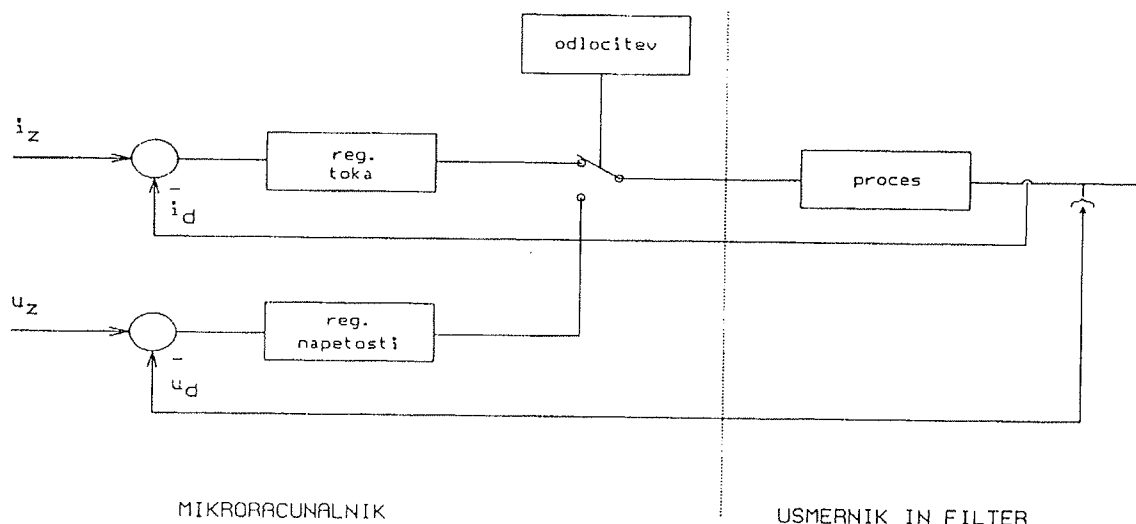 odlocitev
i_z
reg.
toka
proces
i_d
u_z
reg.
napetosti
u_d
MIKRORACUNALNIK
USMERNIK IN FILTER